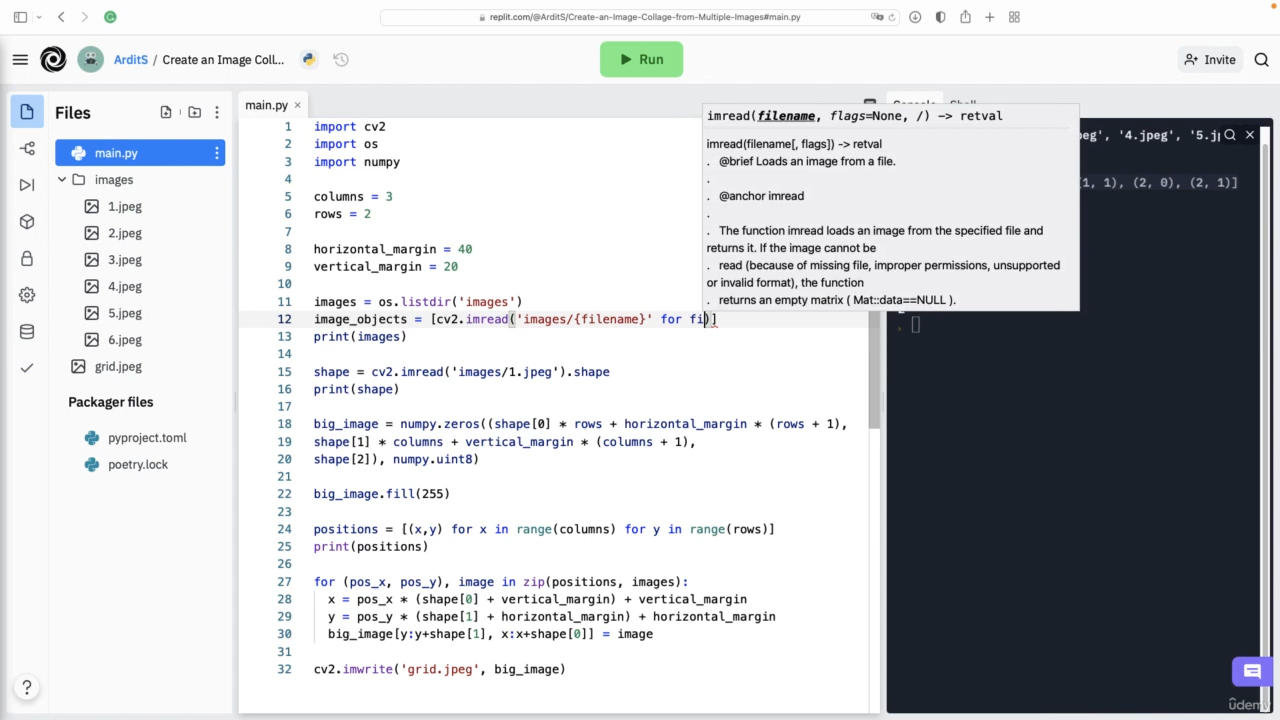 replit.com/@ArditS/Create-an-Image-Collage-from-Multiple-Images#main.py
ArditS / Create an Image Coll...
Run
Invite
Files
main.py
images
1.jpeg
2.jpeg
3.jpeg
4.jpeg
5.jpeg
6.jpeg
grid.jpeg
Packager files
pyproject.toml
poetry.lock
?
main.py ×
1 import cv2
2 import os
3 import numpy
4
5 columns = 3
6 rows = 2
7
8 horizontal_margin = 40
9 vertical_margin = 20
10
11 images = os.listdir('images')
12 image_objects = [cv2.imread('images/{filename}' for fi)]
13 print(images)
14
15 shape = cv2.imread('images/1.jpeg').shape
16 print(shape)
17
18 big_image = numpy.zeros((shape[0] * rows + horizontal_margin * (rows + 1),
19 shape[1] * columns + vertical_margin * (columns + 1),
20 shape[2]), numpy.uint8)
21
22 big_image.fill(255)
23
24 positions = [(x,y) for x in range(columns) for y in range(rows)]
25 print(positions)
26
27 for (pos_x, pos_y), image in zip(positions, images):
28 x = pos_x * (shape[0] + vertical_margin) + vertical_margin
29 y = pos_y * (shape[1] + horizontal_margin) + horizontal_margin
30 big_image[y:y+shape[1], x:x+shape[0]] = image
31
32 cv2.imwrite('grid.jpeg', big_image)
Console Shell
imread(filename, flags=None, /) -> retval
imread(filename[, flags]) -> retval
. @brief Loads an image from a file.
.
. @anchor imread
.
. The function imread loads an image from the specified file and
returns it. If the image cannot be
. read (because of missing file, improper permissions, unsupported
or invalid format), the function
. returns an empty matrix ( Mat::data==NULL ).
eg', '4.jpeg', '5.j
1, 1), (2, 0), (2, 1)]
ûdemy